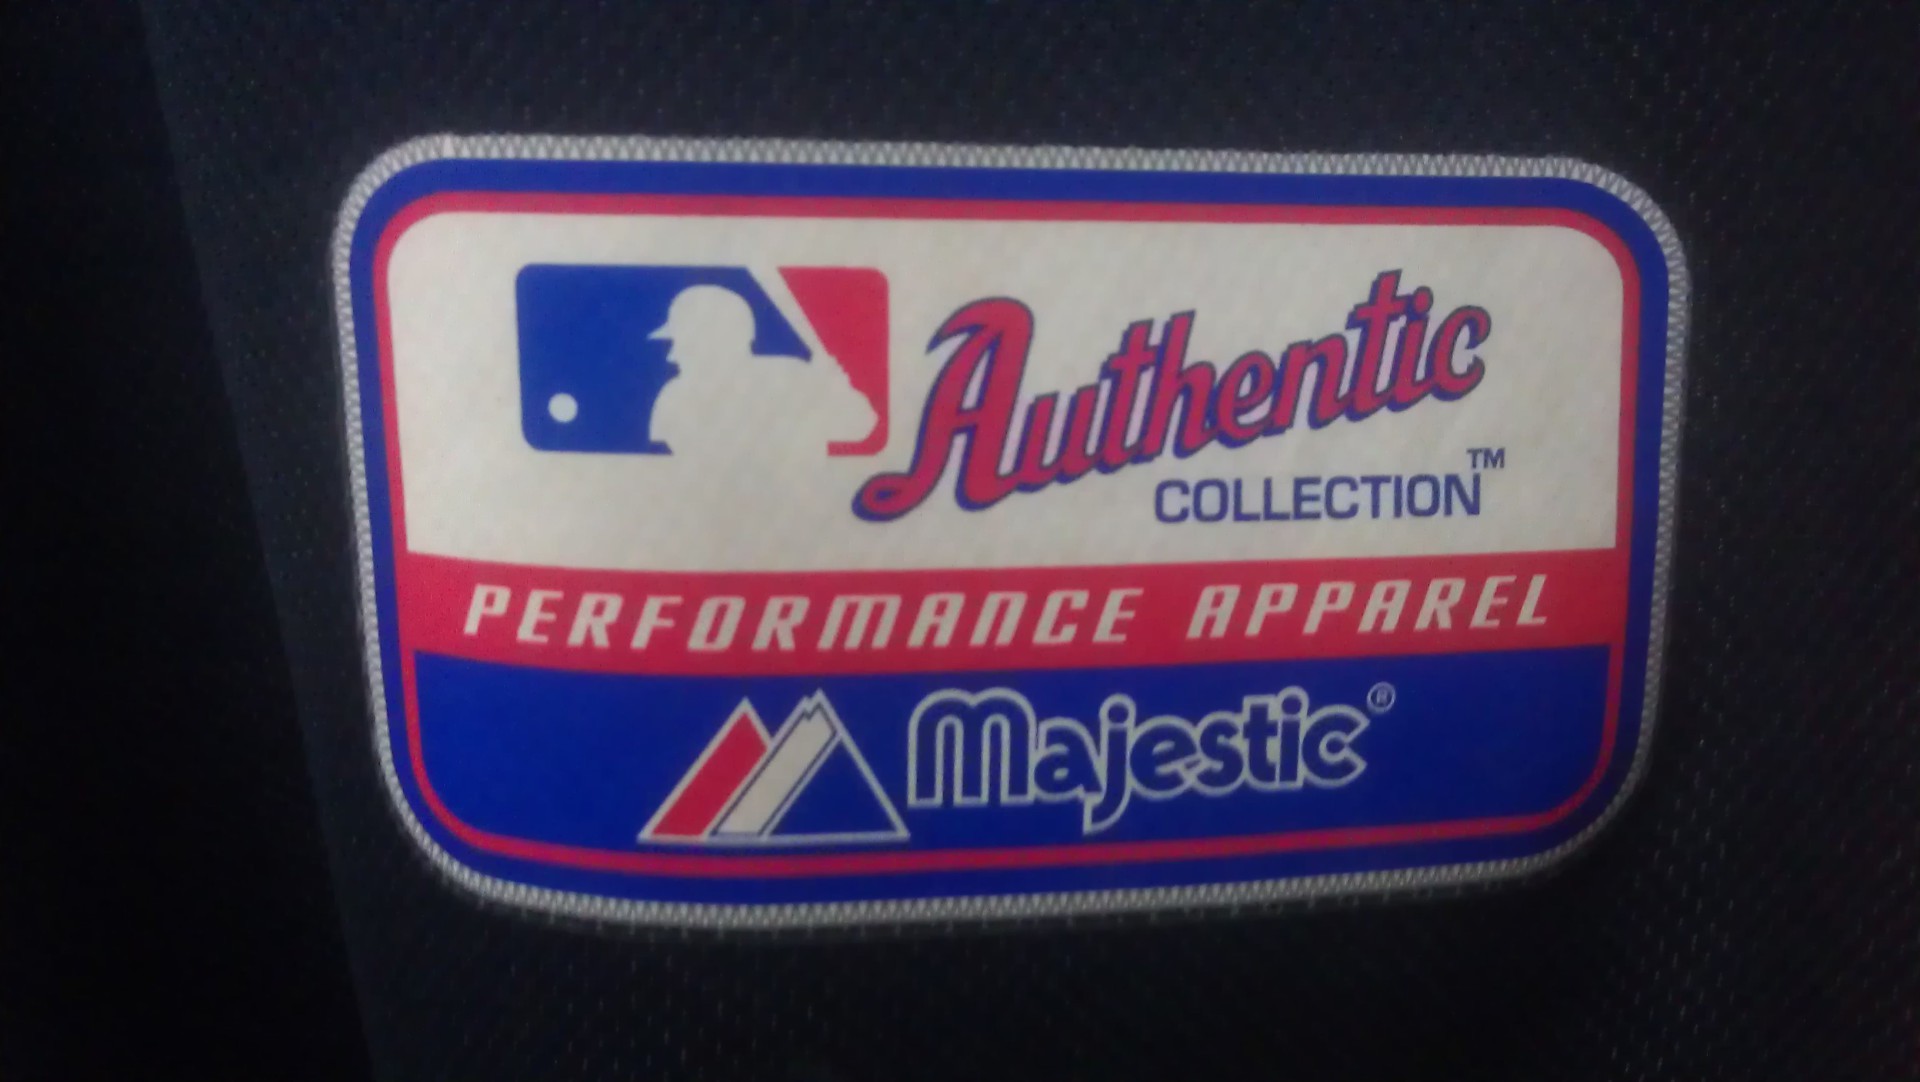 Authentic
COLLECTION™
PERFORMANCE APPAREL
Majestic®